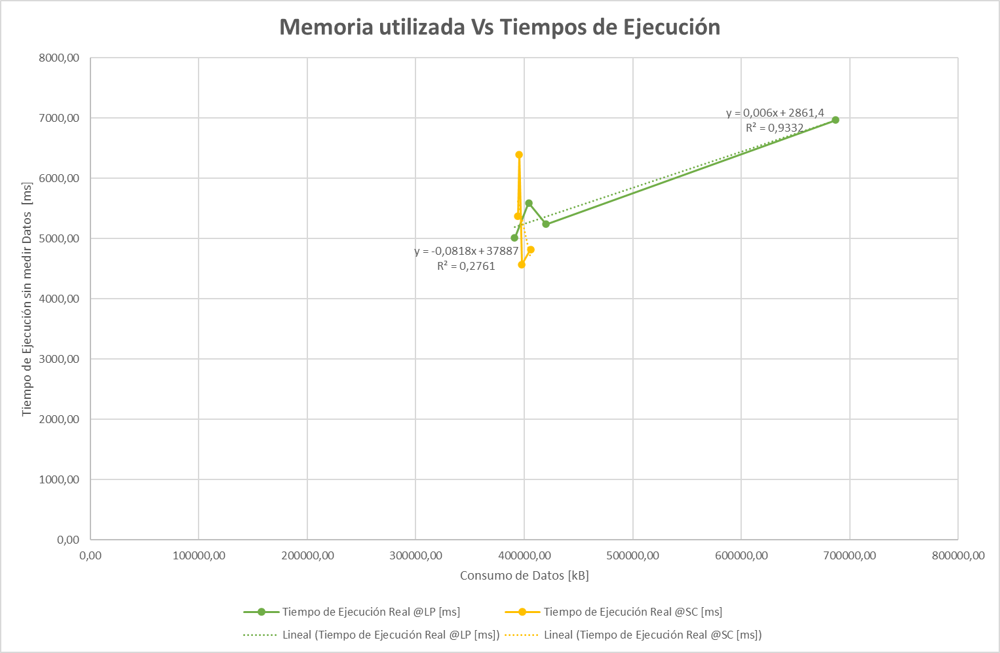 Memoria utilizada Vs Tiempos de Ejecución
8000,00
7000,00
6000,00
5000,00
4000,00
3000,00
2000,00
1000,00
0,00
Tiempo de Ejecución sin medir Datos [ms]
y = 0,006x + 2861,4
R² = 0,9332
y = -0,0818x + 37887
R² = 0,2761
0,00 100000,00 200000,00 300000,00 400000,00 500000,00 600000,00 700000,00 800000,00
Consumo de Datos [kB]
Tiempo de Ejecución Real @LP [ms] Tiempo de Ejecución Real @SC [ms]
Lineal (Tiempo de Ejecución Real @LP [ms]) Lineal (Tiempo de Ejecución Real @SC [ms])